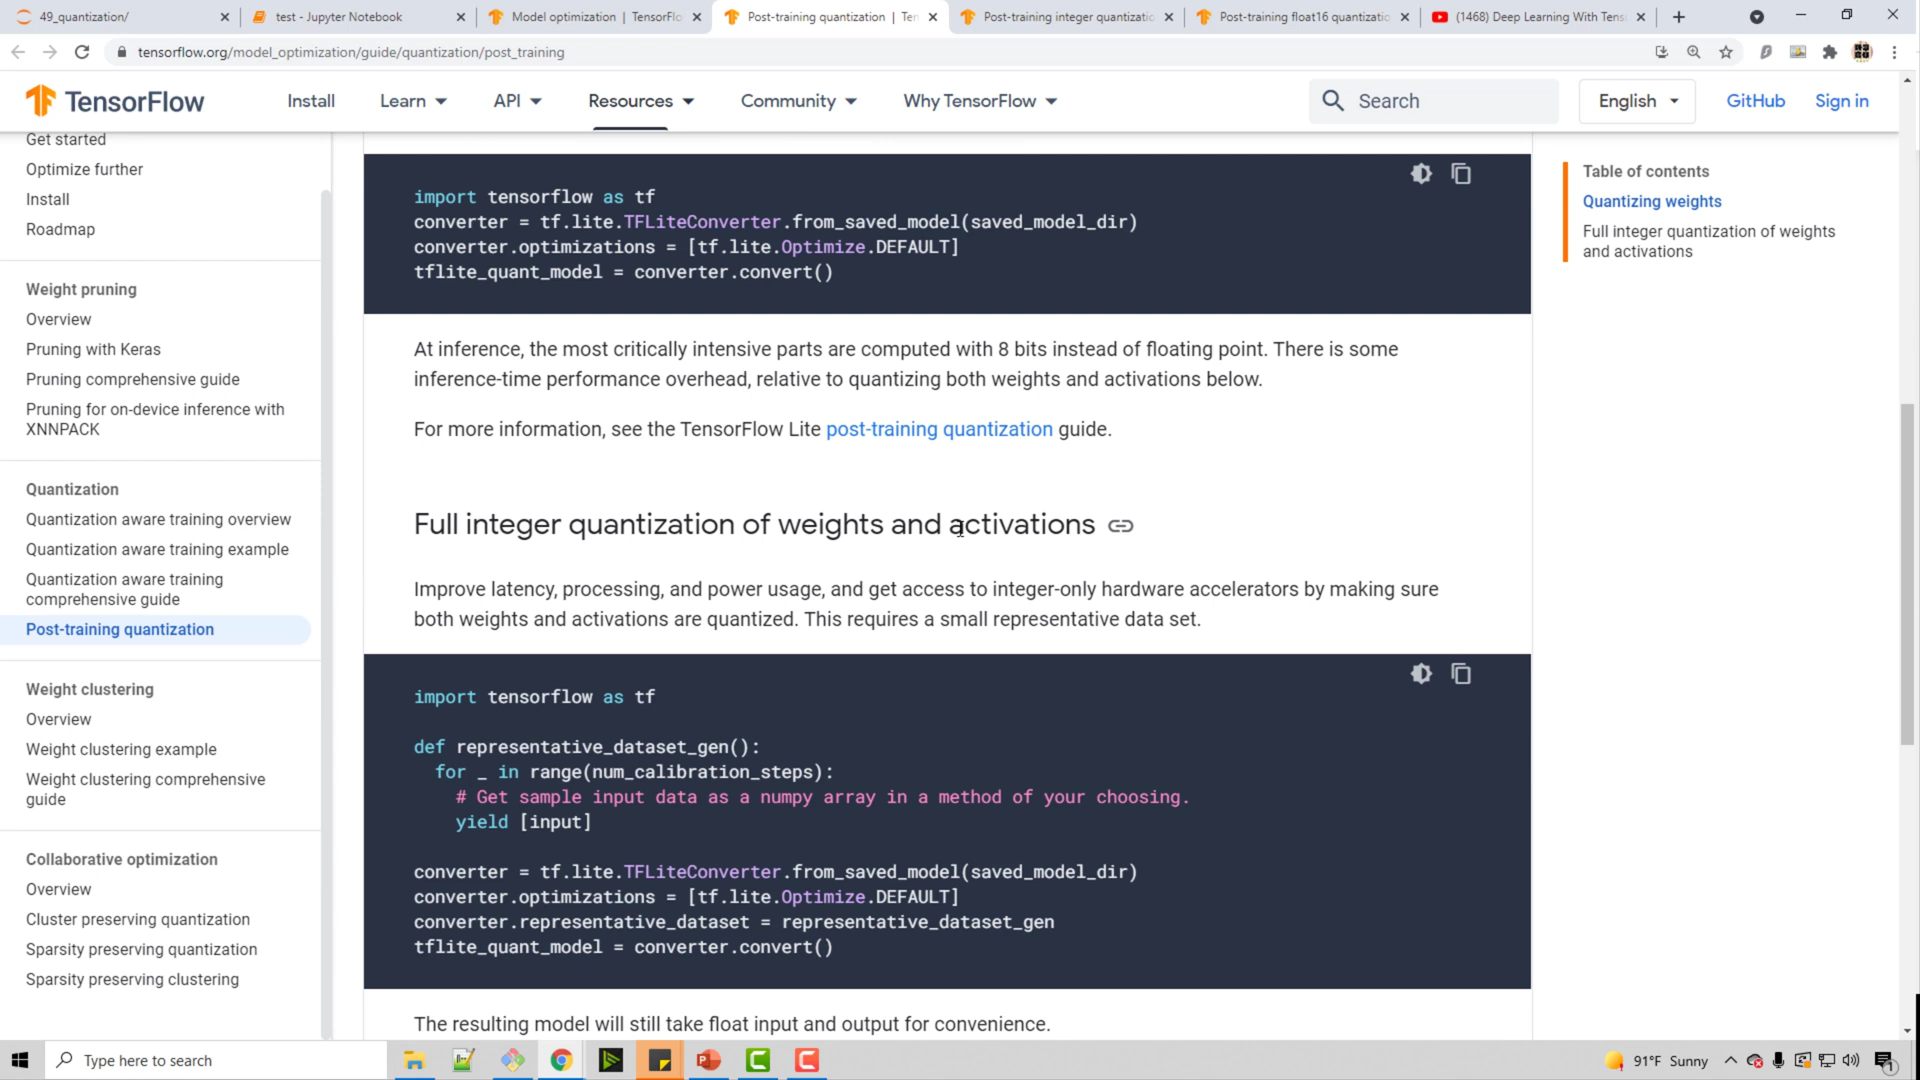 49_quantization/
test - Jupyter Notebook
Model optimization | TensorFlo
Post-training quantization | Ten
Post-training integer quantizatio
Post-training float16 quantizatio
(1468) Deep Learning With Tens
tensorflow.org/model_optimization/guide/quantization/post_training
TensorFlow
Install
Learn
API
Resources
Community
Why TensorFlow
Search
English
GitHub
Sign in
Get started
Optimize further
Install
Roadmap
Weight pruning
Overview
Pruning with Keras
Pruning comprehensive guide
Pruning for on-device inference with
XNNPACK
Quantization
Quantization aware training overview
Quantization aware training example
Quantization aware training
comprehensive guide
Post-training quantization
Weight clustering
Overview
Weight clustering example
Weight clustering comprehensive
guide
Collaborative optimization
Overview
Cluster preserving quantization
Sparsity preserving quantization
Sparsity preserving clustering
import tensorflow as tf
converter = tf.lite.TFLiteConverter.from_saved_model(saved_model_dir)
converter.optimizations = [tf.lite.Optimize.DEFAULT]
tflite_quant_model = converter.convert()
At inference, the most critically intensive parts are computed with 8 bits instead of floating point. There is some
inference-time performance overhead, relative to quantizing both weights and activations below.
For more information, see the TensorFlow Lite post-training quantization guide.
Full integer quantization of weights and activations
Improve latency, processing, and power usage, and get access to integer-only hardware accelerators by making sure
both weights and activations are quantized. This requires a small representative data set.
import tensorflow as tf
def representative_dataset_gen():
for _ in range(num_calibration_steps):
# Get sample input data as a numpy array in a method of your choosing.
yield [input]
converter = tf.lite.TFLiteConverter.from_saved_model(saved_model_dir)
converter.optimizations = [tf.lite.Optimize.DEFAULT]
converter.representative_dataset = representative_dataset_gen
tflite_quant_model = converter.convert()
The resulting model will still take float input and output for convenience.
Table of contents
Quantizing weights
Full integer quantization of weights
and activations
Type here to search
91°F Sunny
1